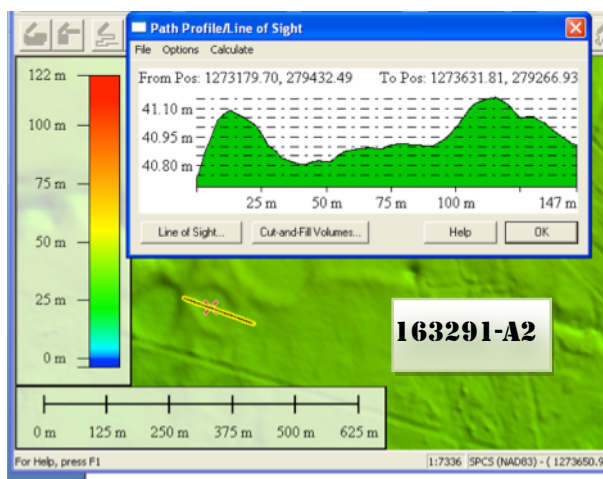 Path Profile/Line of Sight
File Options Calculate
From Pos: 1273179.70, 279432.49 To Pos: 1273631.81, 279266.93
41.10 m
40.95 m
40.80 m
25 m 50 m 75 m 100 m 147 m
Line of Sight... Cut-and-Fill Volumes... Help OK
122 m
100 m
75 m
50 m
25 m
0 m
163291-A2
0 m 125 m 250 m 375 m 500 m 625 m
For Help, press F1
1:7336 SPCS (NAD83) - ( 1273650.9